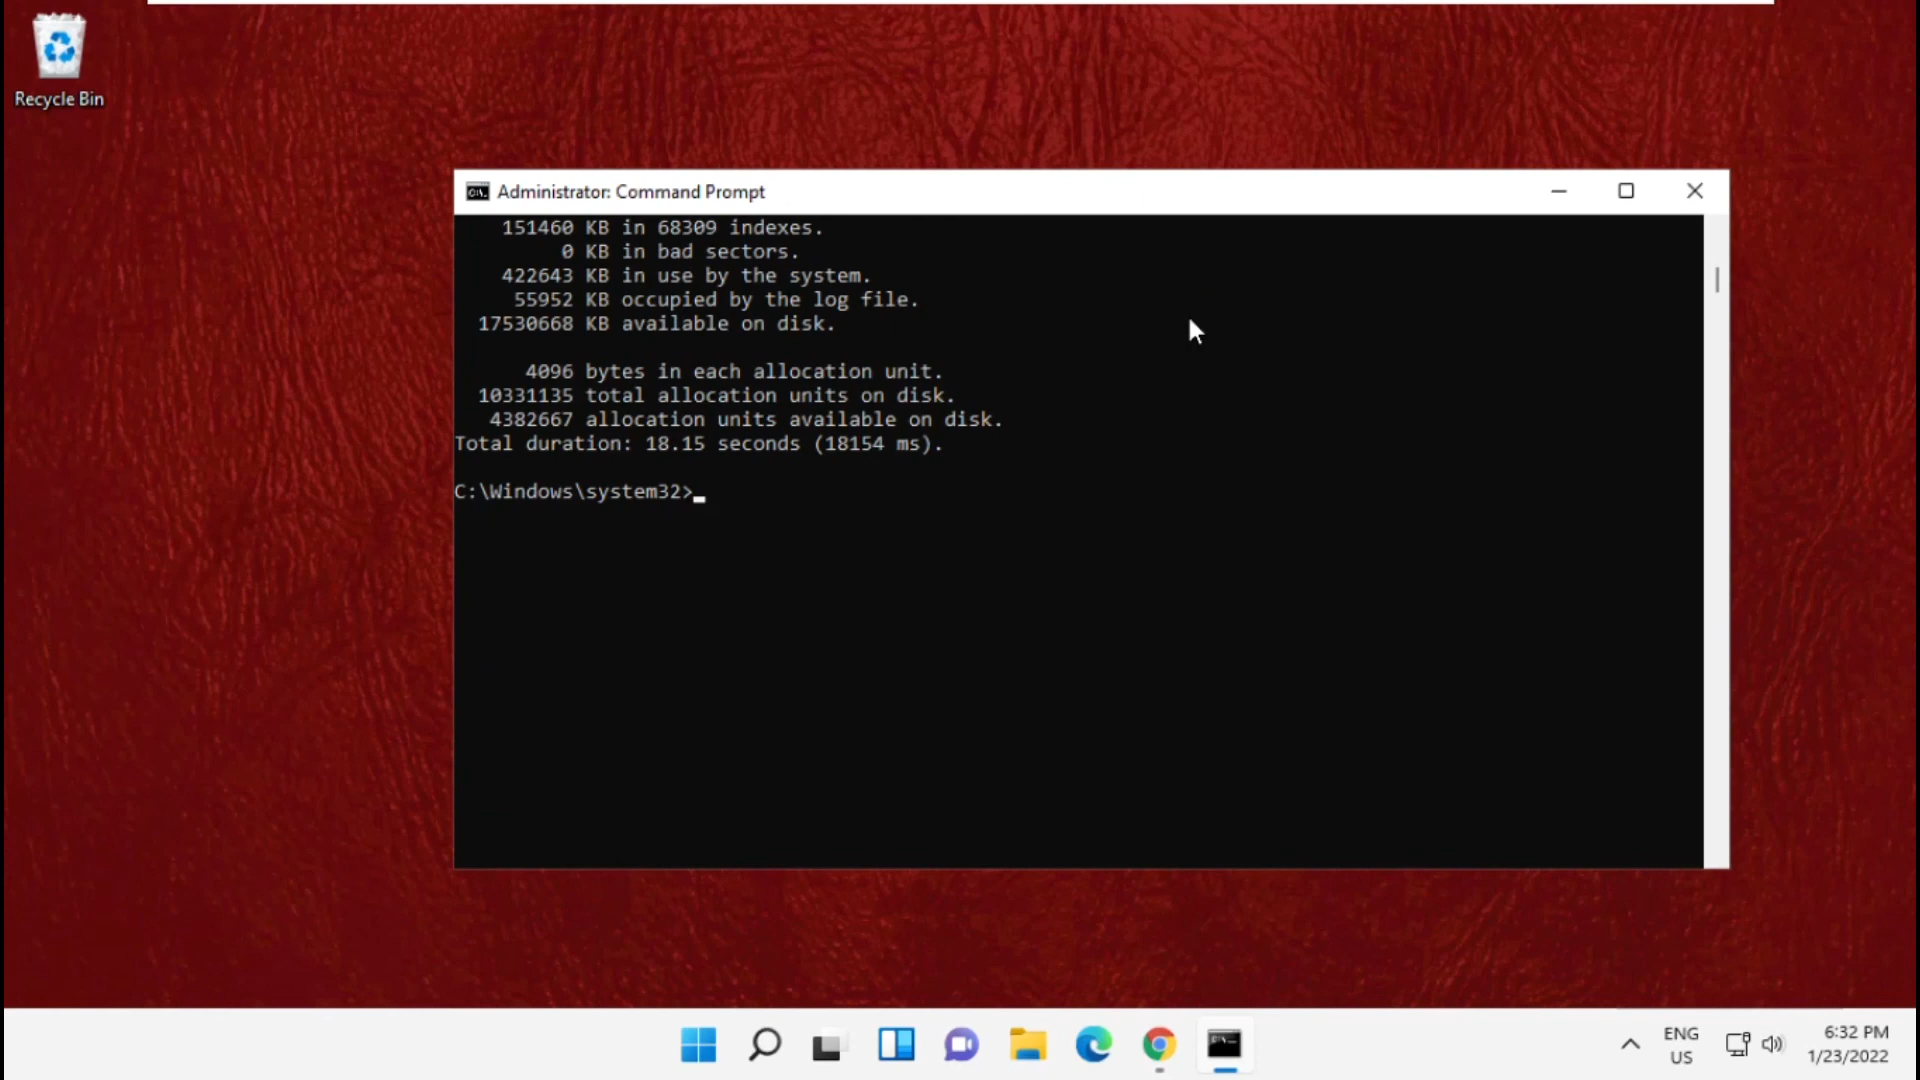 Recycle Bin
Administrator: Command Prompt
151460 KB in 68309 indexes.
0 KB in bad sectors.
422643 KB in use by the system.
55952 KB occupied by the log file.
17530668 KB available on disk.
4096 bytes in each allocation unit.
10331135 total allocation units on disk.
4382667 allocation units available on disk.
Total duration: 18.15 seconds (18154 ms).
C:\Windows\system32>_
ENG
US
6:32 PM
1/23/2022